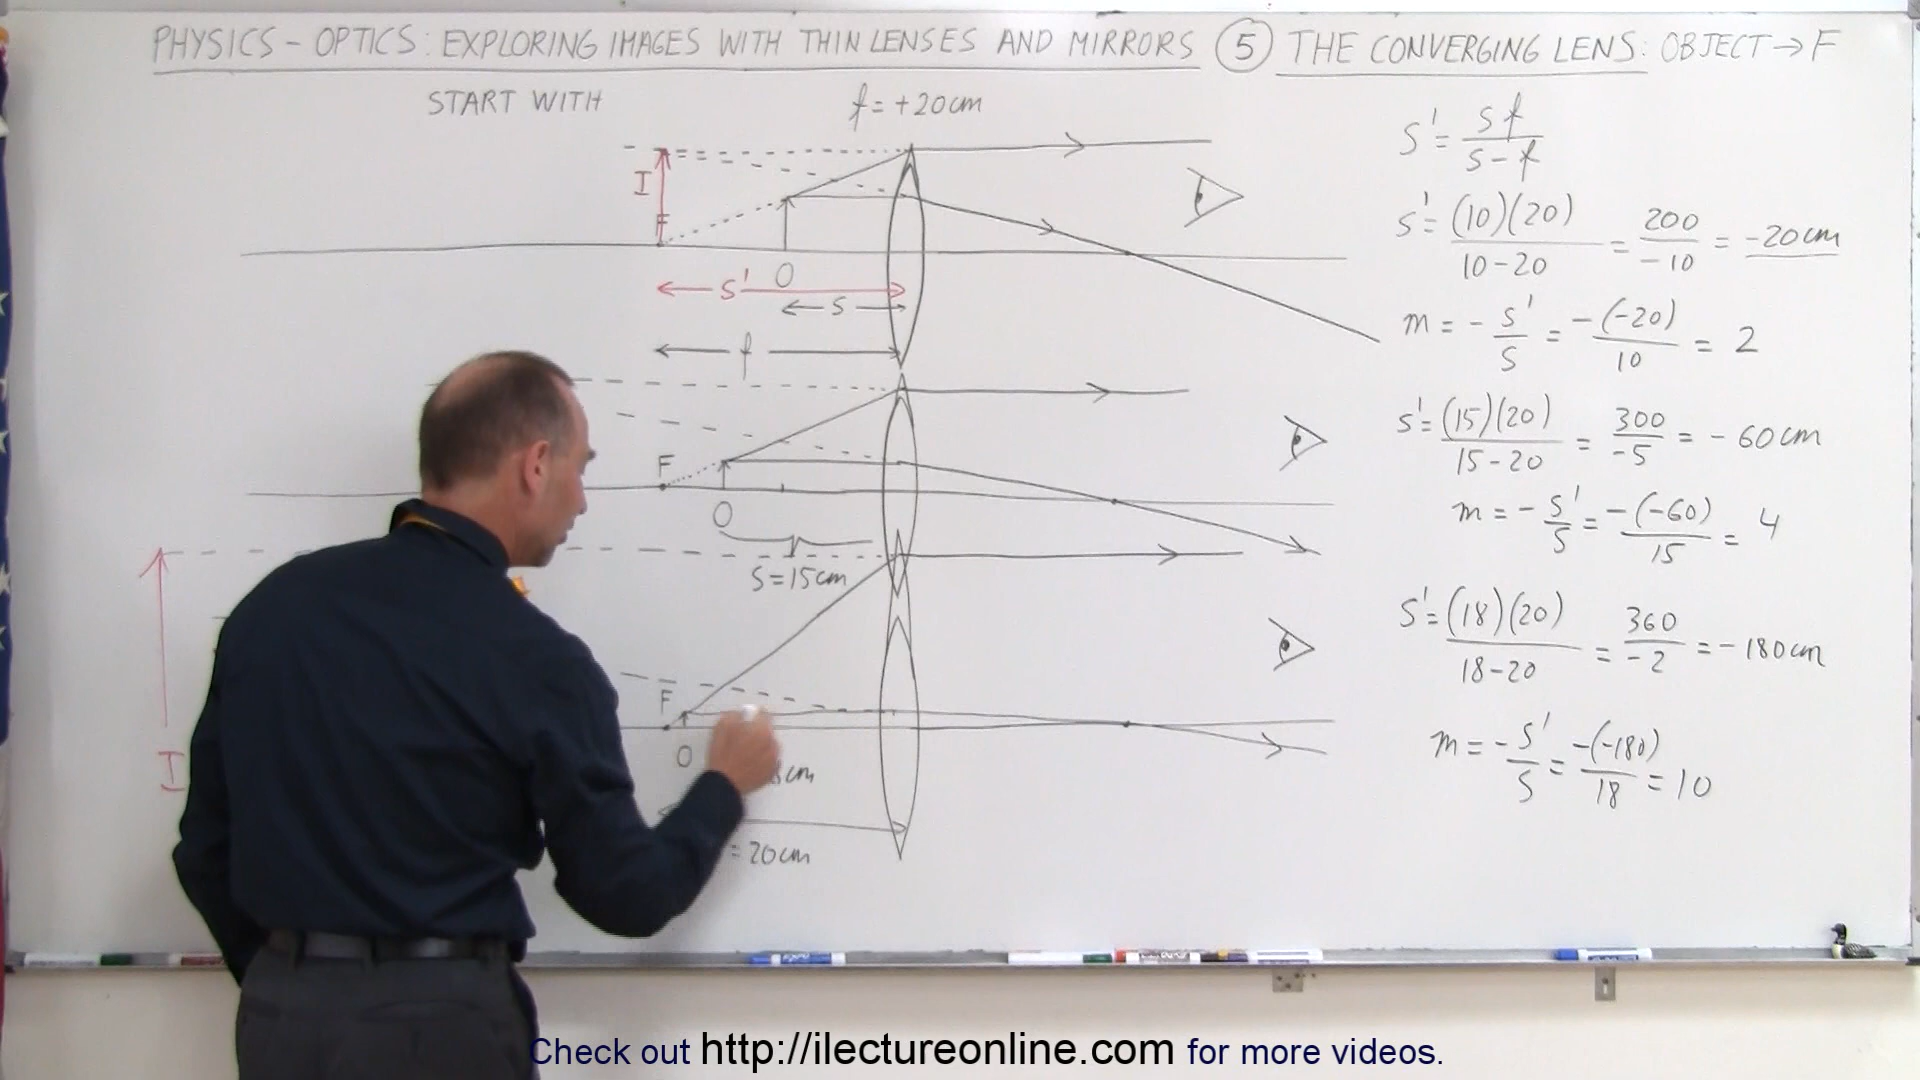 PHYSICS - OPTICS: EXPLORING IMAGES WITH THIN LENSES AND MIRRORS ⑤ THE CONVERGING LENS: OBJECT → F
START WITH
f = +20cm
I
F
O
S'
S
f
F
O
S = 15cm
I
F
O
8cm
= 20cm
S' = Sf / S - f
S' = (10)(20) / 10 - 20 = 200 / -10 = -20cm
m = - S' / S = -(-20) / 10 = 2
S' = (15)(20) / 15 - 20 = 300 / -5 = - 60cm
m = - S' / S = -(-60) / 15 = 4
S' = (18)(20) / 18 - 20 = 360 / -2 = - 180cm
m = - S' / S = -(-180) / 18 = 10
Check out http://ilectureonline.com for more videos.